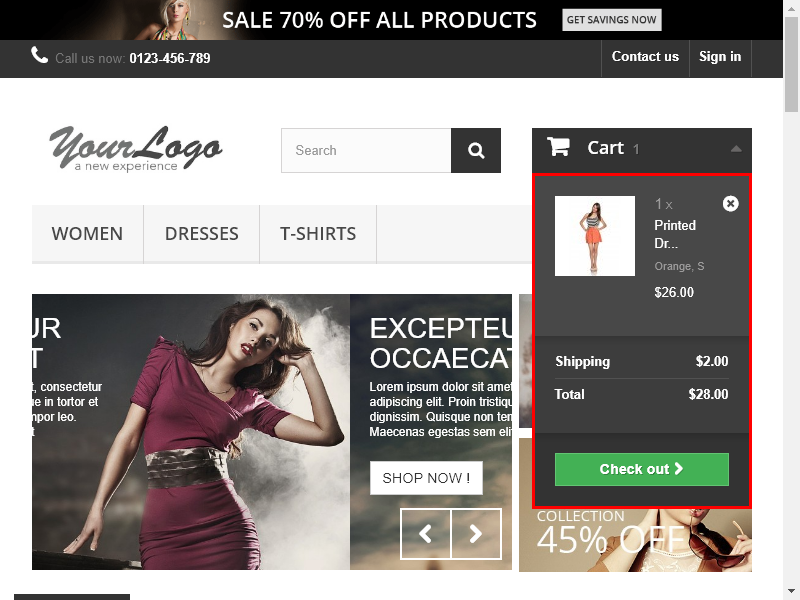 SALE 70% OFF ALL PRODUCTS
GET SAVINGS NOW
Call us now: 0123-456-789
Contact us
Sign in
YourLogo
a new experience
Search
Cart 1
1 x
Printed
Dr...
Orange, S
$26.00
Shipping $2.00
Total $28.00
Check out
WOMEN
DRESSES
T-SHIRTS
UR
T
t, consectetur
ue in tortor et
mpor leo.
t
EXCEPTEU
OCCAECAT
Lorem ipsum dolor sit amet
adipiscing elit. Proin tristiqu
dignissim. Quisque non tem
Maecenas egestas sem elit
SHOP NOW !
COLLECTION
45% OFF